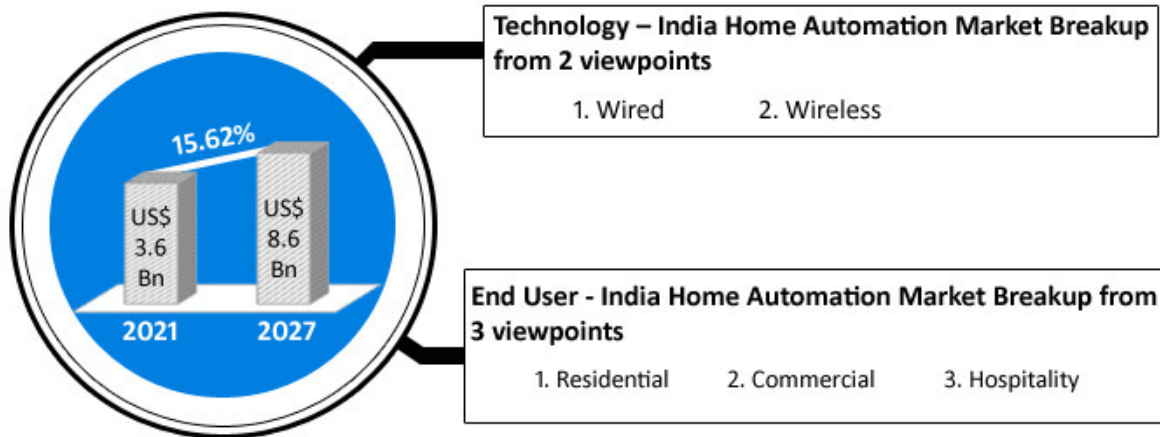 Technology – India Home Automation Market Breakup
from 2 viewpoints
1. Wired 2. Wireless
15.62%
US$
3.6
Bn
US$
8.6
Bn
2021 2027
End User - India Home Automation Market Breakup from
3 viewpoints
1. Residential 2. Commercial 3. Hospitality